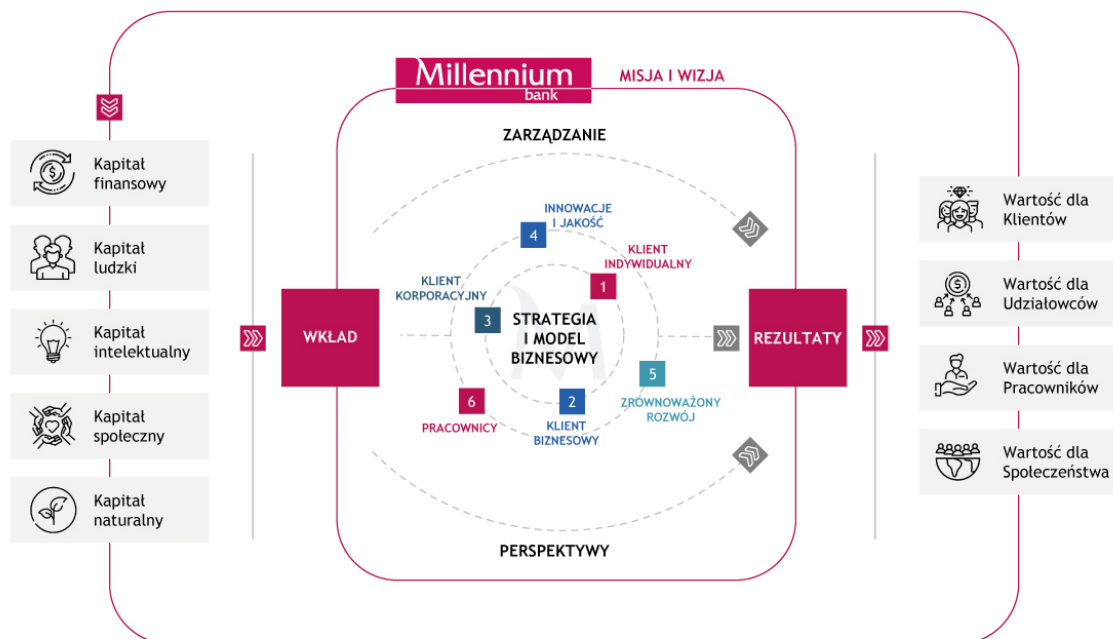 Millennium
bank
MISJA I WIZJA
ZARZĄDZANIE
Kapitał
finansowy
Kapitał
ludzki
Kapitał
intelektualny
Kapitał
społeczny
Kapitał
naturalny
WKŁAD
4
INNOWACJE
I JAKOŚĆ
KLIENT
INDYWIDUALNY
1
KLIENT
KORPORACYJNY
3
STRATEGIA
I MODEL
BIZNESOWY
5
ZRÓWNOWAŻONY
ROZWÓJ
6
PRACOWNICY
2
KLIENT
BIZNESOWY
PERSPEKTYWY
REZULTATY
Wartość dla
Klientów
Wartość dla
Udziałowców
Wartość dla
Pracowników
Wartość dla
Społeczeństwa